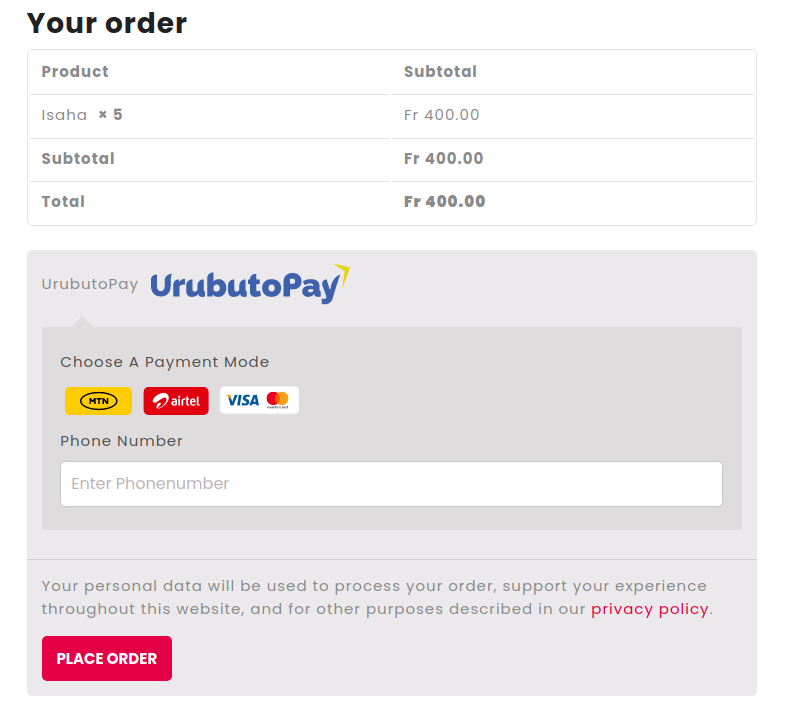 Your order
Product Subtotal
Isaha × 5 Fr 400.00
Subtotal Fr 400.00
Total Fr 400.00
UrubutoPay UrubutoPay
Choose A Payment Mode
MTN airtel VISA mastercard
Phone Number
Enter Phonenumber
Your personal data will be used to process your order, support your experience
throughout this website, and for other purposes described in our privacy policy.
PLACE ORDER